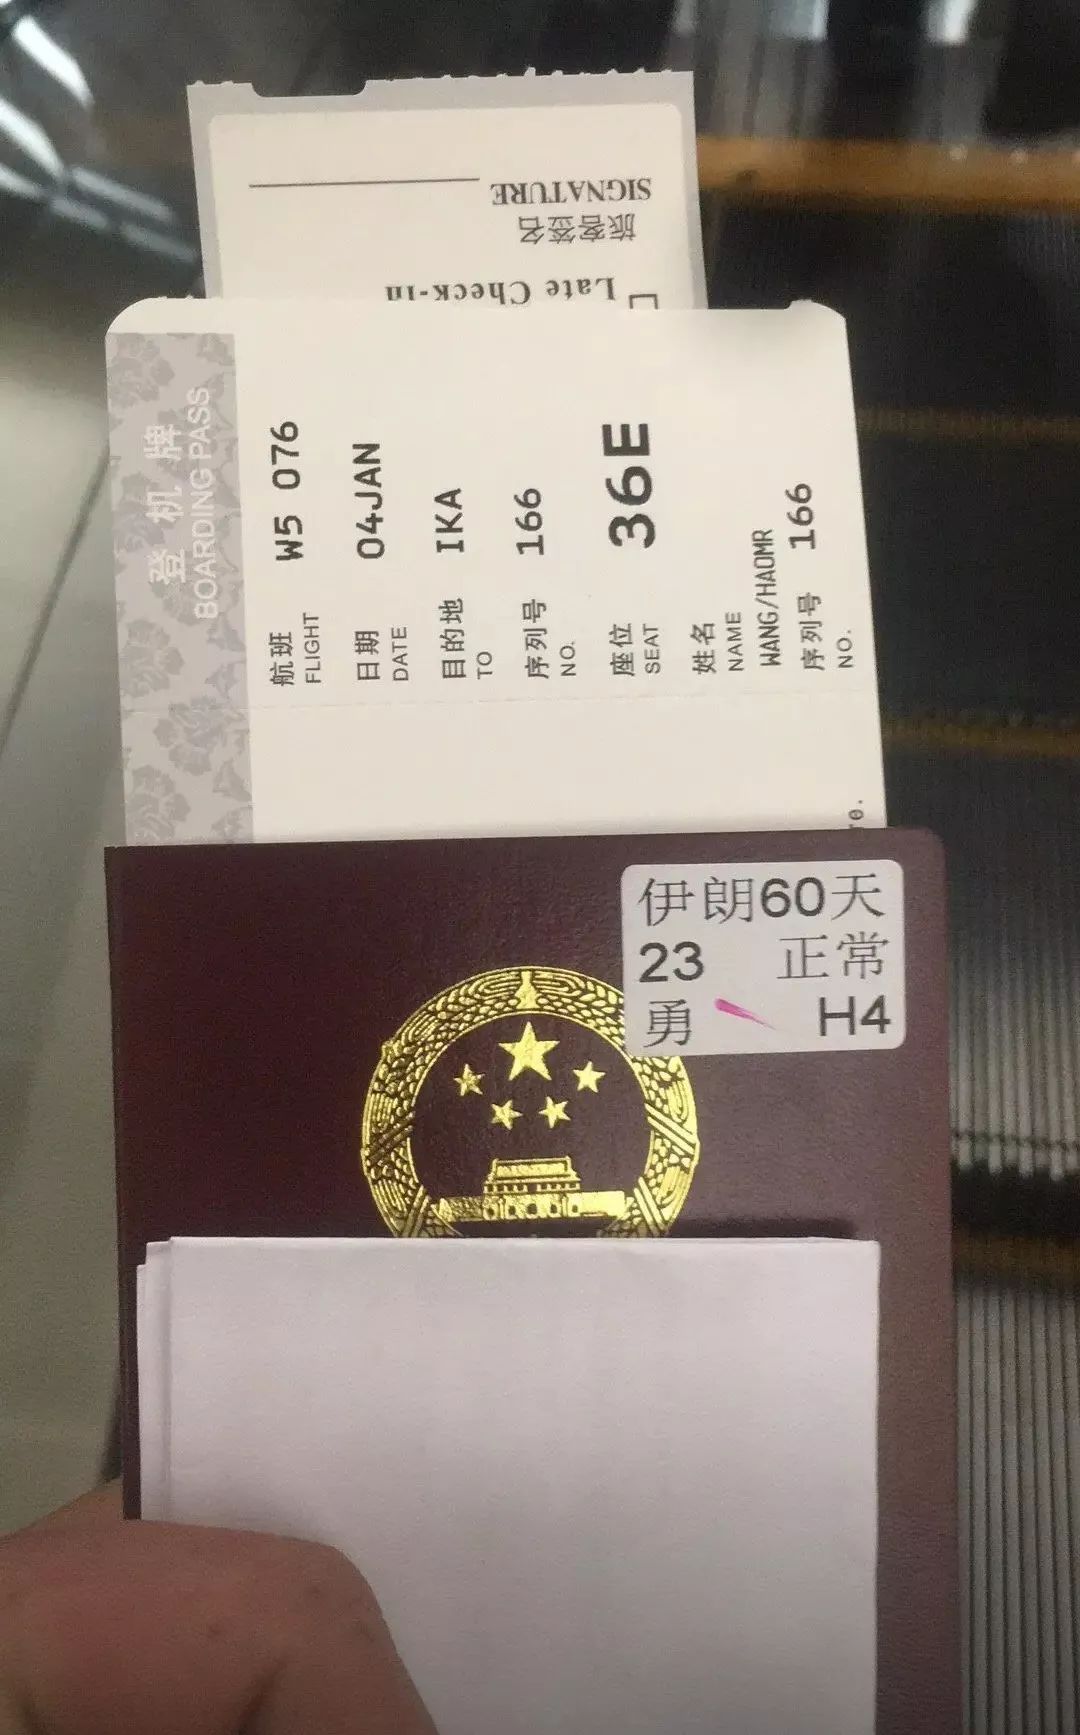 SIGNATURE
旅客签名
Late Check-in
登机牌
BOARDING PASS
航班 W5 076
FLIGHT
日期 04JAN
DATE
目的地 IKA
TO
序列号 166
NO.
座位 36E
SEAT
姓名
NAME
WANG/HAOMR
序列号 166
NO.
伊朗60天
23 正常
勇 H4